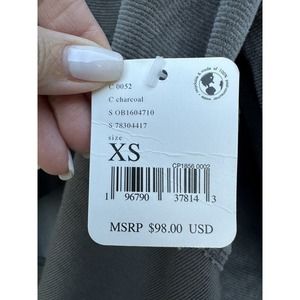 C 0052
C charcoal
S OB1604710
S 78304417
size
XS
CP1856 0002
1 96790 37814 3
MSRP $98.00 USD